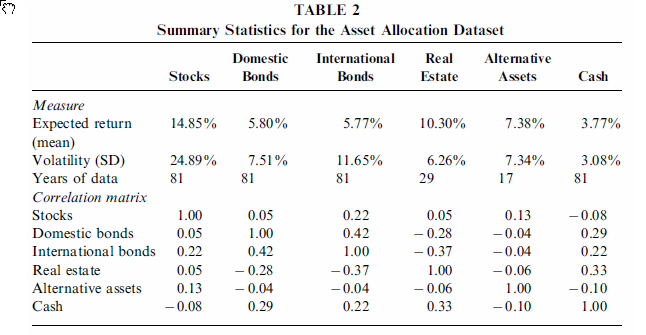 TABLE 2
Summary Statistics for the Asset Allocation Dataset
Stocks Domestic Bonds International Bonds Real Estate Alternative Assets Cash
Measure
Expected return (mean) 14.85% 5.80% 5.77% 10.30% 7.38% 3.77%
Volatility (SD) 24.89% 7.51% 11.65% 6.26% 7.34% 3.08%
Years of data 81 81 81 29 17 81
Correlation matrix
Stocks 1.00 0.05 0.22 0.05 0.13 −0.08
Domestic bonds 0.05 1.00 0.42 −0.28 −0.04 0.29
International bonds 0.22 0.42 1.00 −0.37 −0.04 0.22
Real estate 0.05 −0.28 −0.37 1.00 −0.06 0.33
Alternative assets 0.13 −0.04 −0.04 −0.06 1.00 −0.10
Cash −0.08 0.29 0.22 0.33 −0.10 1.00